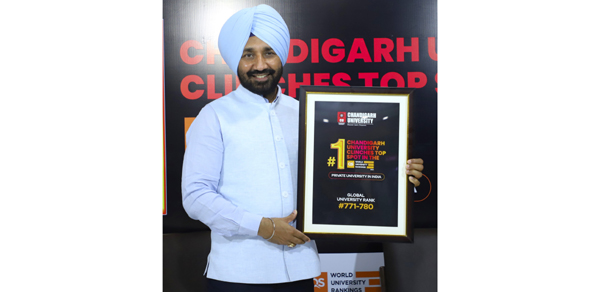 CHANDIGARH U
CLINCHES TOP S
CHANDIGARH
UNIVERSITY
#1
CHANDIGARH
UNIVERSITY
CLINCHES TOP
SPOT IN THE
PRIVATE UNIVERSITY IN INDIA
GLOBAL
UNIVERSITY RANK
#771-780
QS
WORLD
UNIVERSITY
RANKINGS